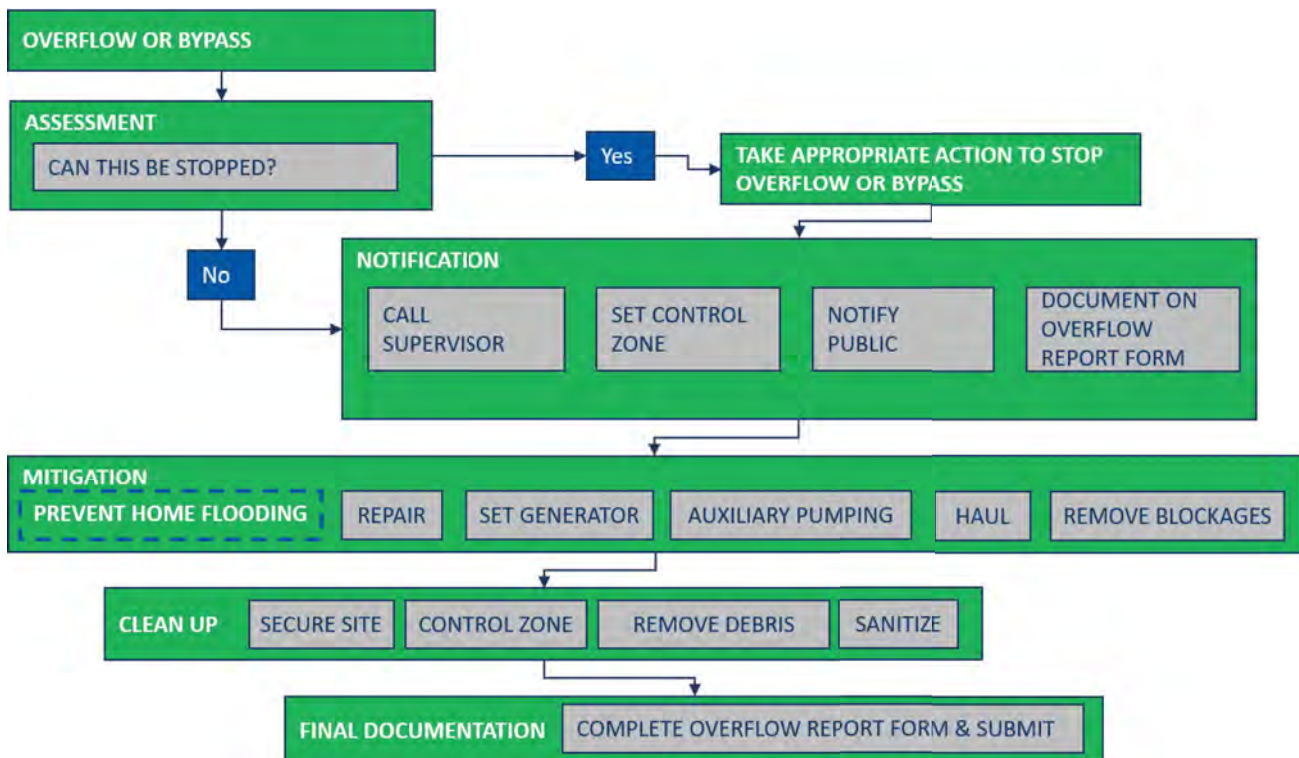 OVERFLOW OR BYPASS
ASSESSMENT
CAN THIS BE STOPPED?
Yes
TAKE APPROPRIATE ACTION TO STOP
OVERFLOW OR BYPASS
No
NOTIFICATION
CALL
SUPERVISOR
SET CONTROL
ZONE
NOTIFY
PUBLIC
DOCUMENT ON
OVERFLOW
REPORT FORM
MITIGATION
PREVENT HOME FLOODING
REPAIR
SET GENERATOR
AUXILIARY PUMPING
HAUL
REMOVE BLOCKAGES
CLEAN UP
SECURE SITE
CONTROL ZONE
REMOVE DEBRIS
SANITIZE
FINAL DOCUMENTATION
COMPLETE OVERFLOW REPORT FORM & SUBMIT